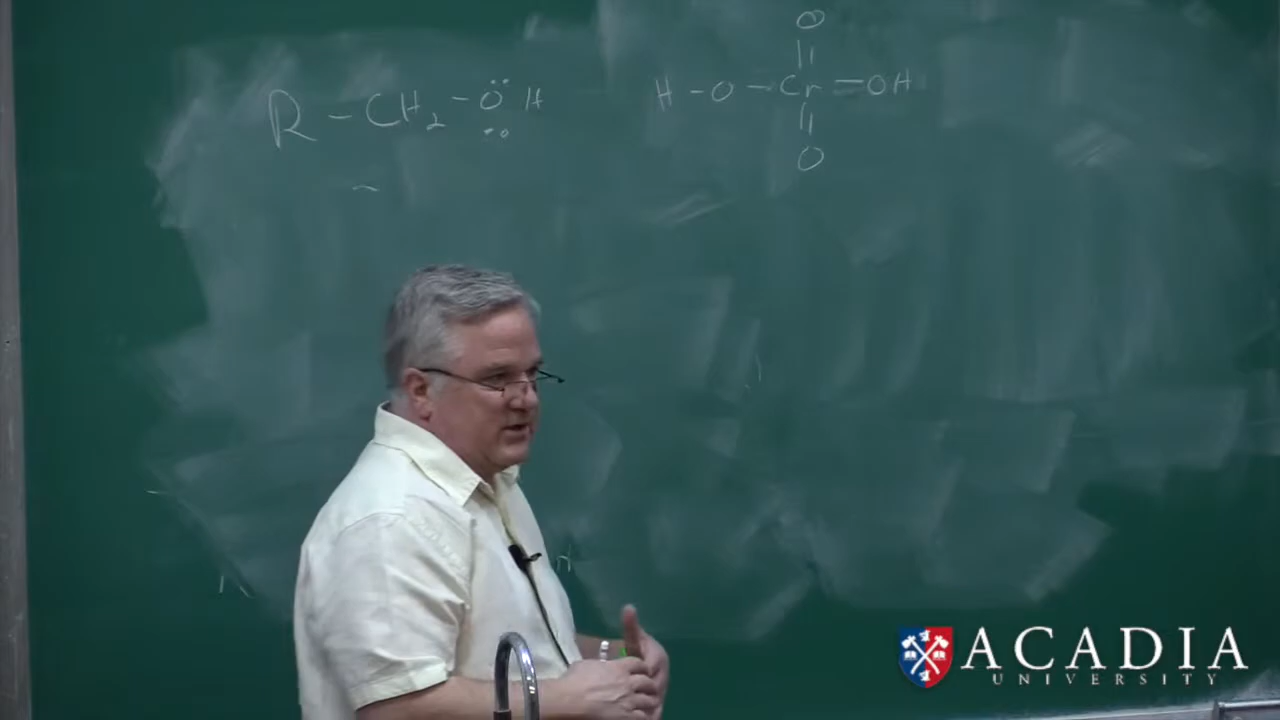 O
||
R - CH2 - O H    H - O - Cr = OH
||
O
ACADIA
UNIVERSITY